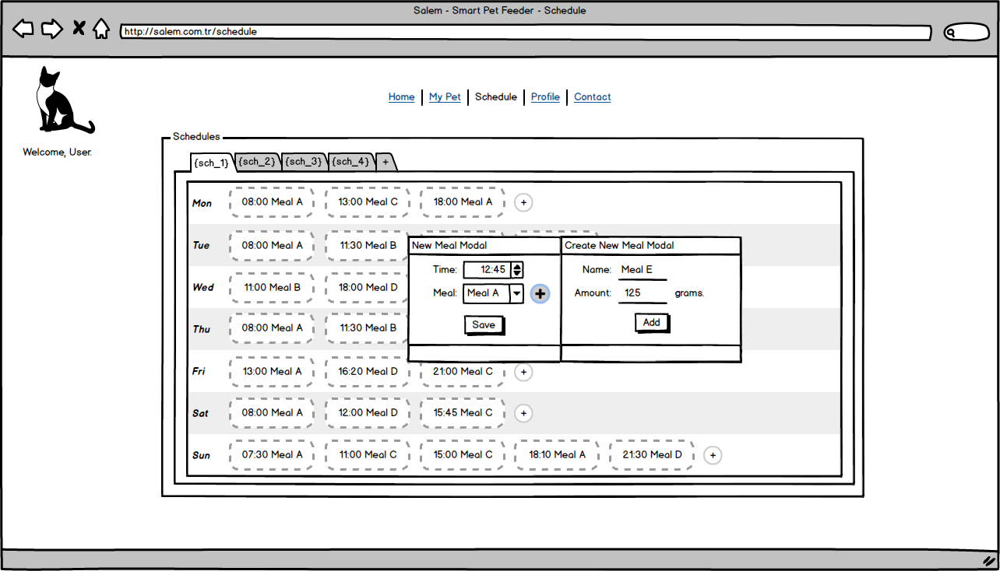 Salem - Smart Pet Feeder - Schedule
http://salem.com.tr/schedule
Home My Pet Schedule Profile Contact
Welcome, User.
Schedules
{sch_1} {sch_2} {sch_3} {sch_4} +
Mon 08:00 Meal A 13:00 Meal C 18:00 Meal A +
Tue 08:00 Meal A 11:30 Meal B
New Meal Modal Create New Meal Modal
Time: 12:45 Name: Meal E
Wed 11:00 Meal B 18:00 Meal D
Meal: Meal A + Amount: 125 grams.
Save Add
Thu 08:00 Meal A 11:30 Meal B
Fri 13:00 Meal A 16:20 Meal D 21:00 Meal C +
Sat 08:00 Meal A 12:00 Meal D 15:45 Meal C +
Sun 07:30 Meal A 11:00 Meal C 15:00 Meal C 18:10 Meal A 21:30 Meal D +